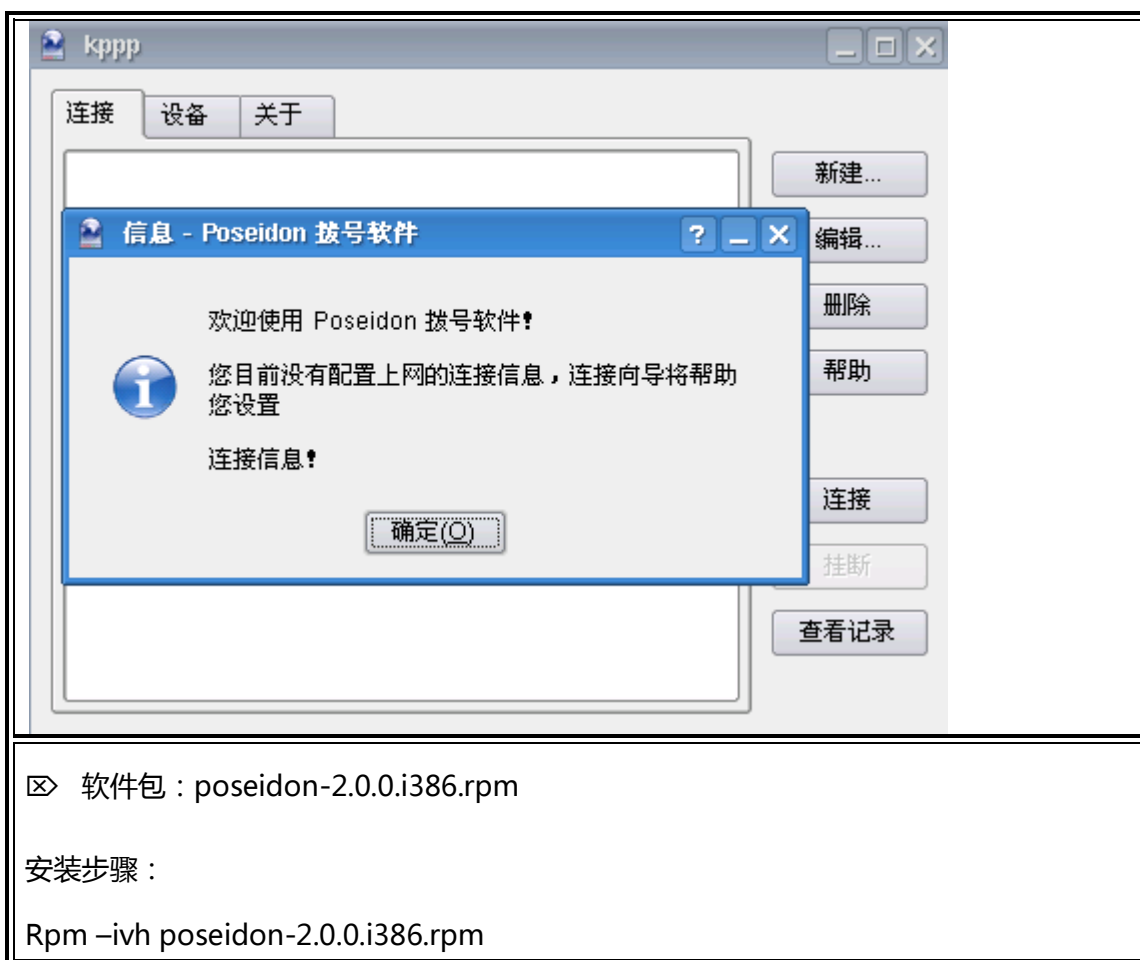 kppp
连接 设备 关于
新建...
信息 - Poseidon 拨号软件
编辑...
欢迎使用 Poseidon 拨号软件!
删除
您目前没有配置上网的连接信息，连接向导将帮助
您设置
帮助
连接信息!
连接
确定(O)
挂断
查看记录
软件包：poseidon-2.0.0.i386.rpm
安装步骤：
Rpm –ivh poseidon-2.0.0.i386.rpm